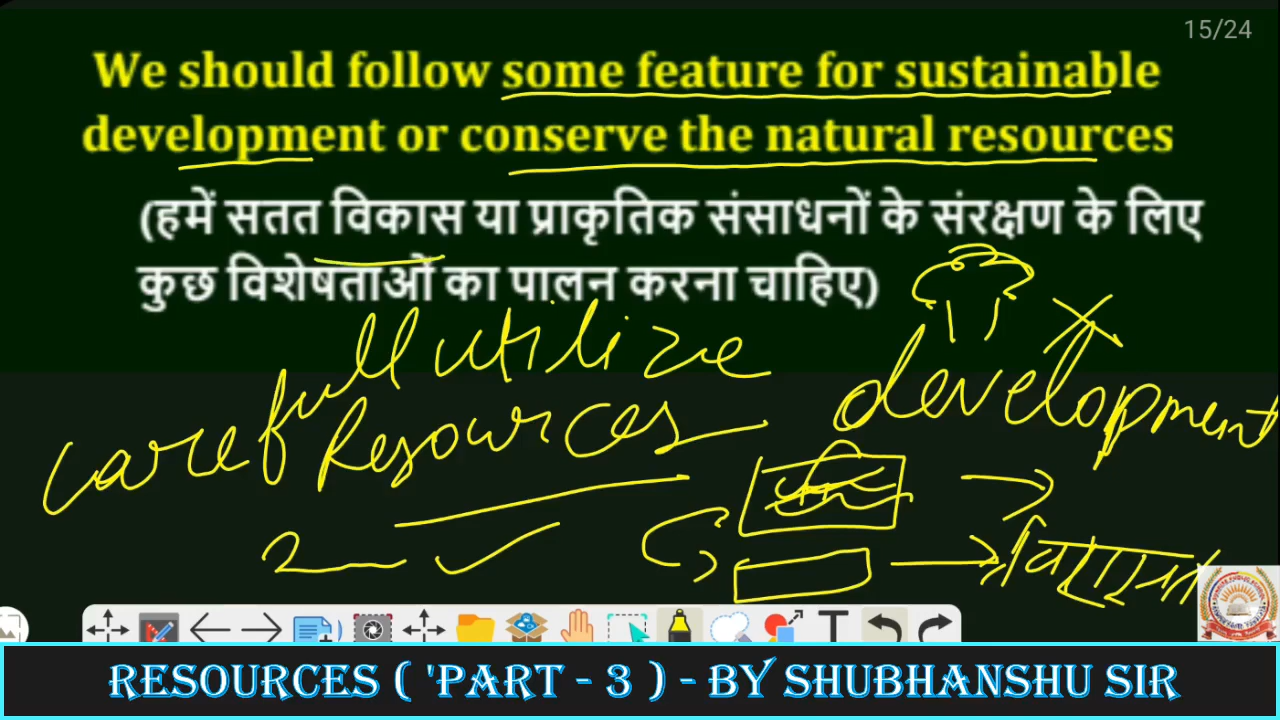 15/24
We should follow some feature for sustainable
development or conserve the natural resources
(हमें सतत विकास या प्राकृतिक संसाधनों के संरक्षण के लिए
कुछ विशेषताओं का पालन करना चाहिए)
carefull utilize
Resources
development
2
RESOURCES ( 'PART - 3 ) - BY SHUBHANSHU SIR